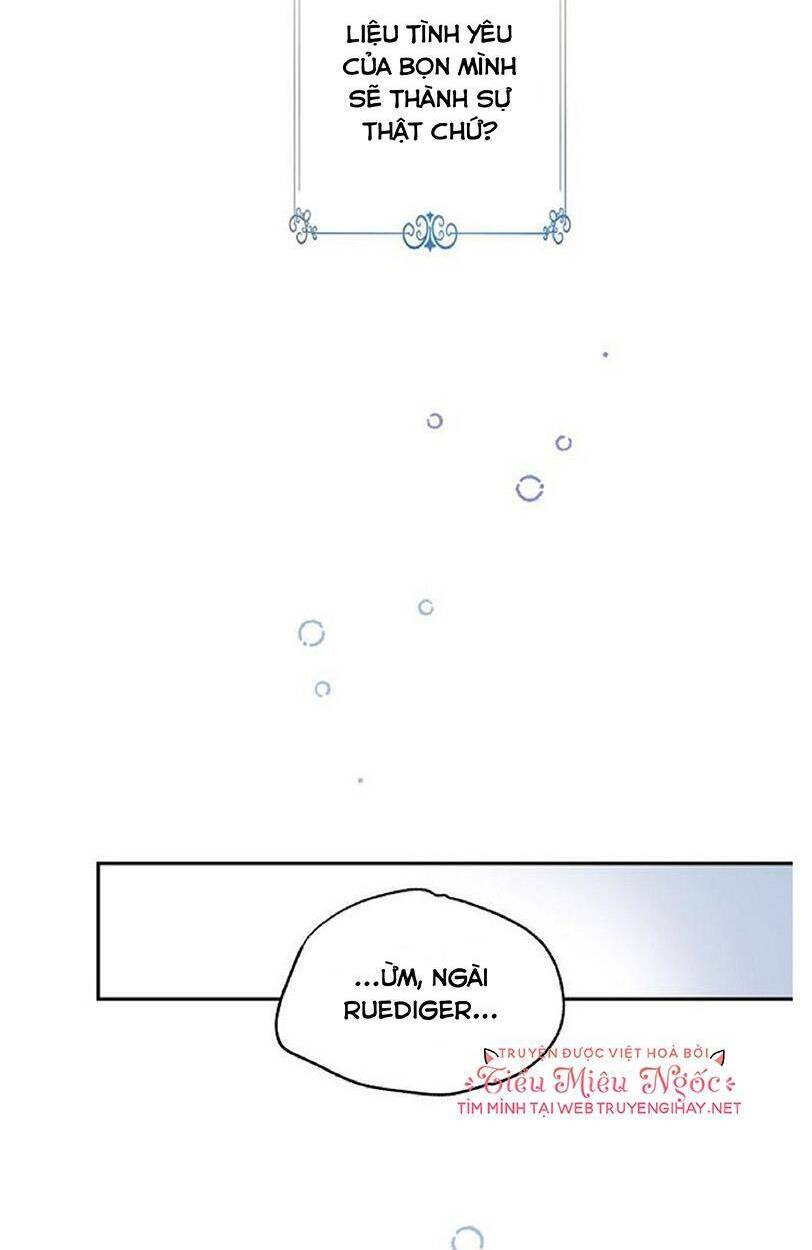 LIỆU TÌNH YÊU
CỦA BỌN MÌNH
SẼ THÀNH SỰ
THẬT CHỨ?
...ỪM, NGÀI
RUEDIGER...
TRUYỆN ĐƯỢC VIỆT HOÁ BỞI
Tiểu Miêu Ngốc
TÌM MÌNH TẠI WEB TRUYENGIHAY.NET